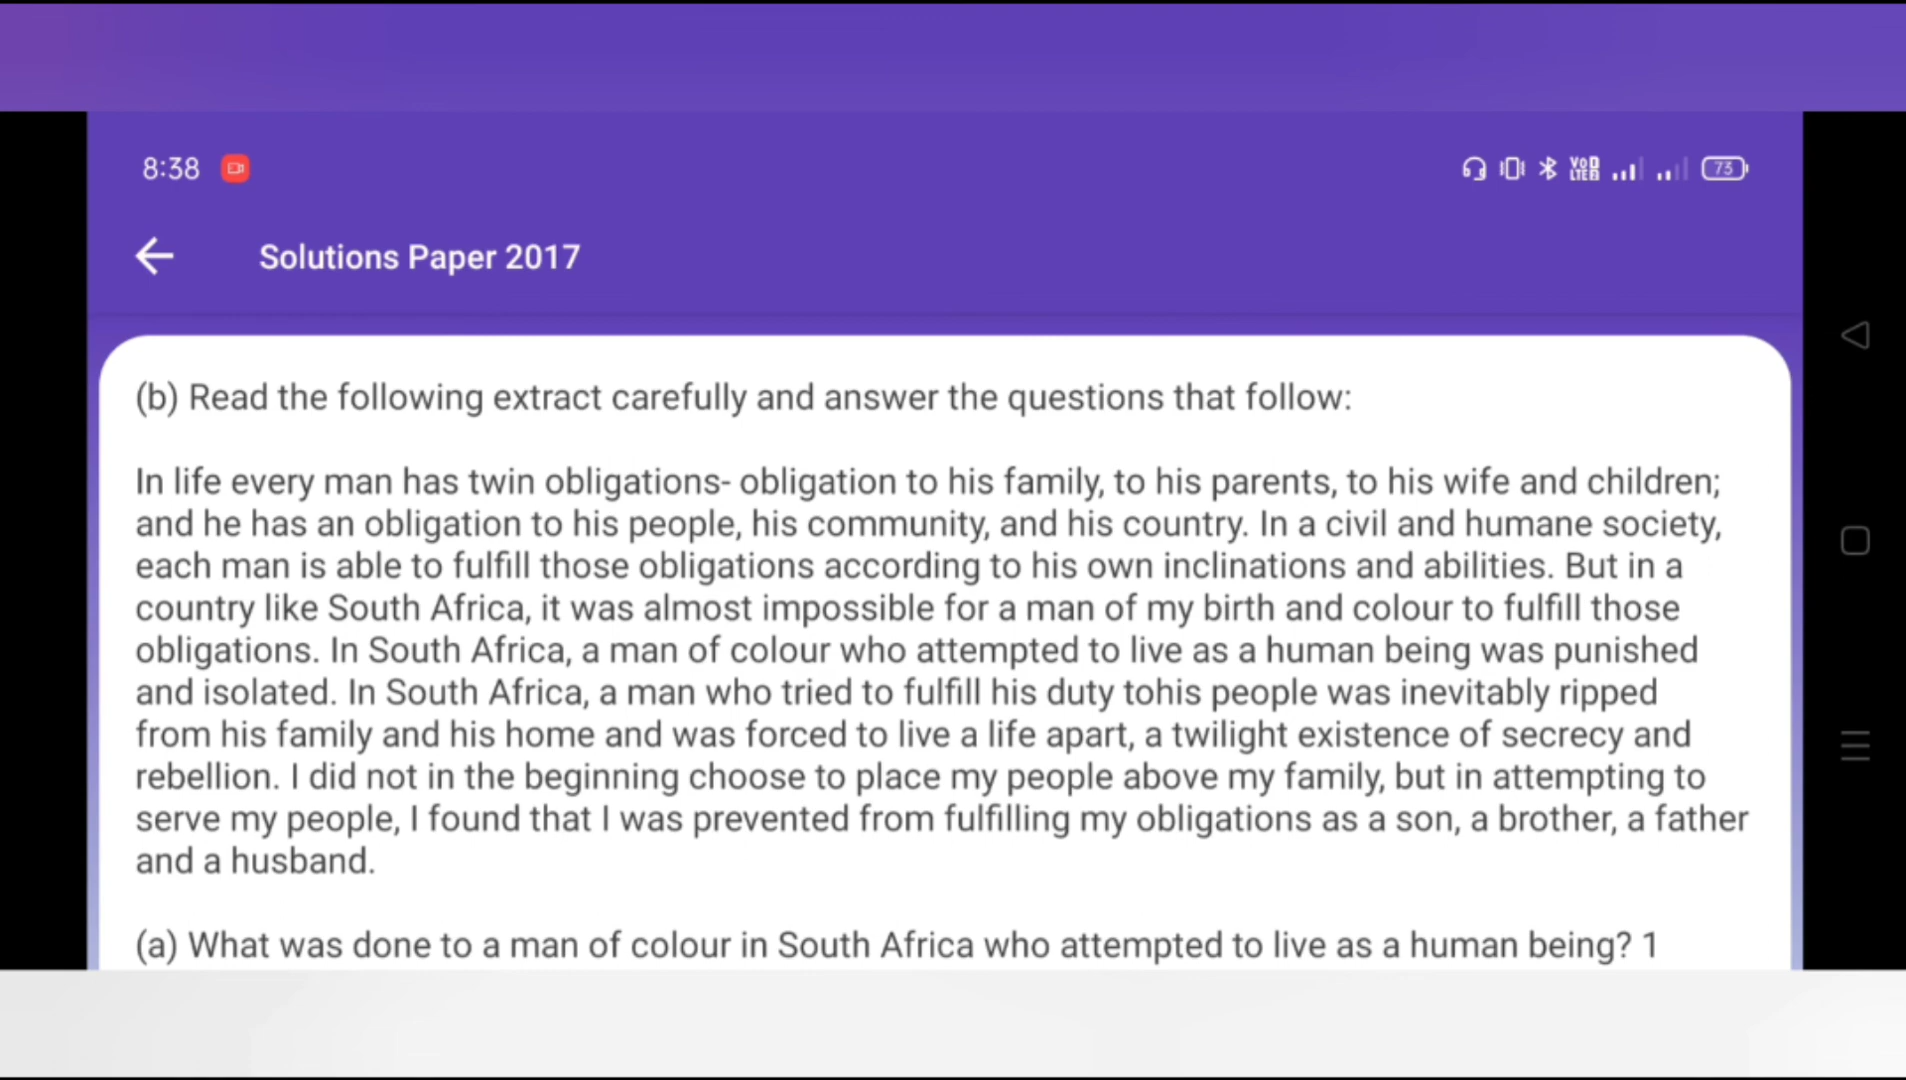 8:38
VoD LTE2 73
Solutions Paper 2017
(b) Read the following extract carefully and answer the questions that follow:
In life every man has twin obligations- obligation to his family, to his parents, to his wife and children;
and he has an obligation to his people, his community, and his country. In a civil and humane society,
each man is able to fulfill those obligations according to his own inclinations and abilities. But in a
country like South Africa, it was almost impossible for a man of my birth and colour to fulfill those
obligations. In South Africa, a man of colour who attempted to live as a human being was punished
and isolated. In South Africa, a man who tried to fulfill his duty tohis people was inevitably ripped
from his family and his home and was forced to live a life apart, a twilight existence of secrecy and
rebellion. I did not in the beginning choose to place my people above my family, but in attempting to
serve my people, I found that I was prevented from fulfilling my obligations as a son, a brother, a father
and a husband.
(a) What was done to a man of colour in South Africa who attempted to live as a human being? 1